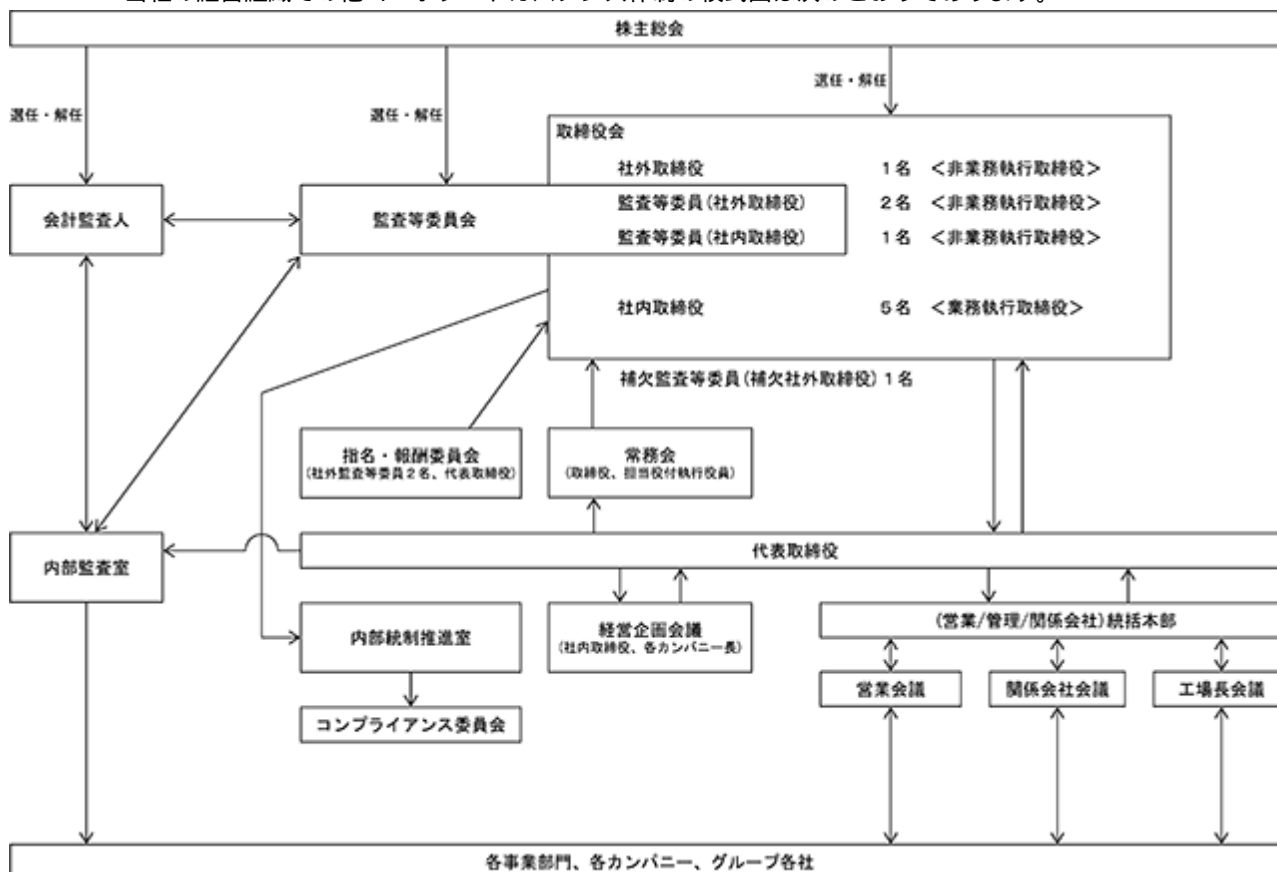 株主総会
選任・解任
選任・解任
選任・解任
取締役会
社外取締役 1名 <非業務執行取締役>
監査等委員(社外取締役) 2名 <非業務執行取締役>
監査等委員(社内取締役) 1名 <非業務執行取締役>
社内取締役 5名 <業務執行取締役>
会計監査人
監査等委員会
補欠監査等委員(補欠社外取締役)1名
指名・報酬委員会
(社外監査等委員2名、代表取締役)
常務会
(取締役、担当役付執行役員)
代表取締役
内部監査室
内部統制推進室
経営企画会議
(社内取締役、各カンパニー長)
(営業/管理/関係会社)統括本部
営業会議
関係会社会議
工場長会議
コンプライアンス委員会
各事業部門、各カンパニー、グループ各社